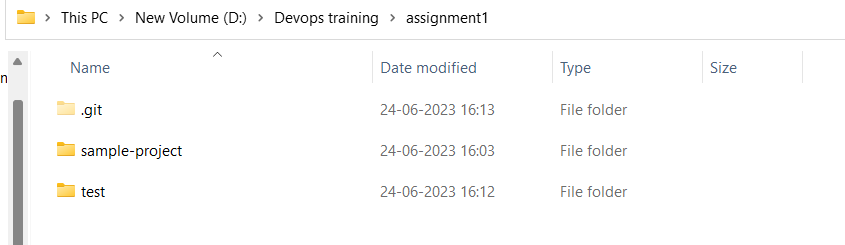 This PC > New Volume (D:) > Devops training > assignment1
Name Date modified Type Size
.git 24-06-2023 16:13 File folder
sample-project 24-06-2023 16:03 File folder
test 24-06-2023 16:12 File folder
n